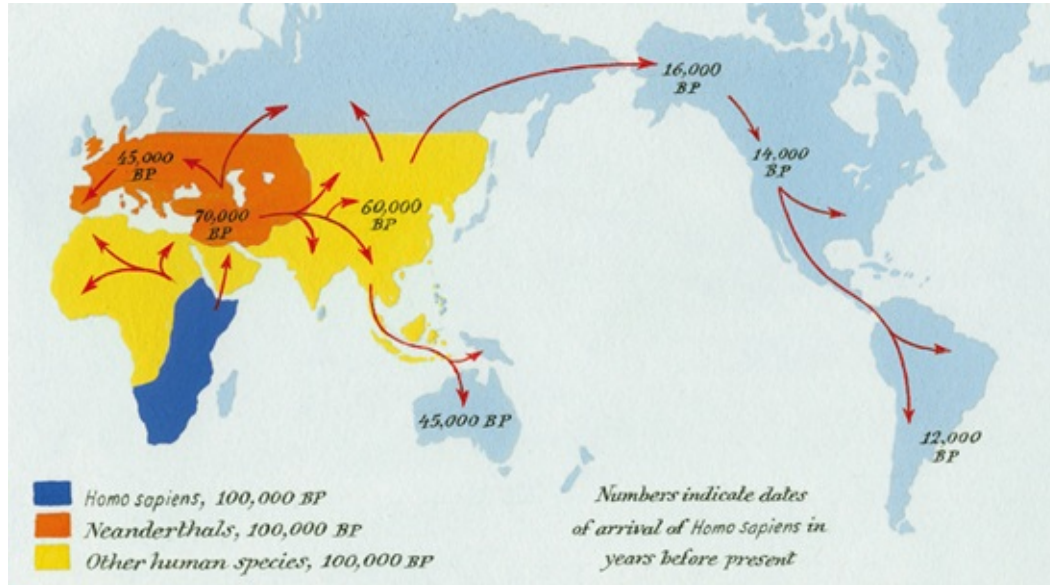 16,000
BP
45,000
BP
14,000
BP
70,000
BP
60,000
BP
45,000 BP
12,000
BP
Homo sapiens, 100,000 BP
Neanderthals, 100,000 BP
Other human species, 100,000 BP
Numbers indicate dates
of arrival of Homo sapiens in
years before present